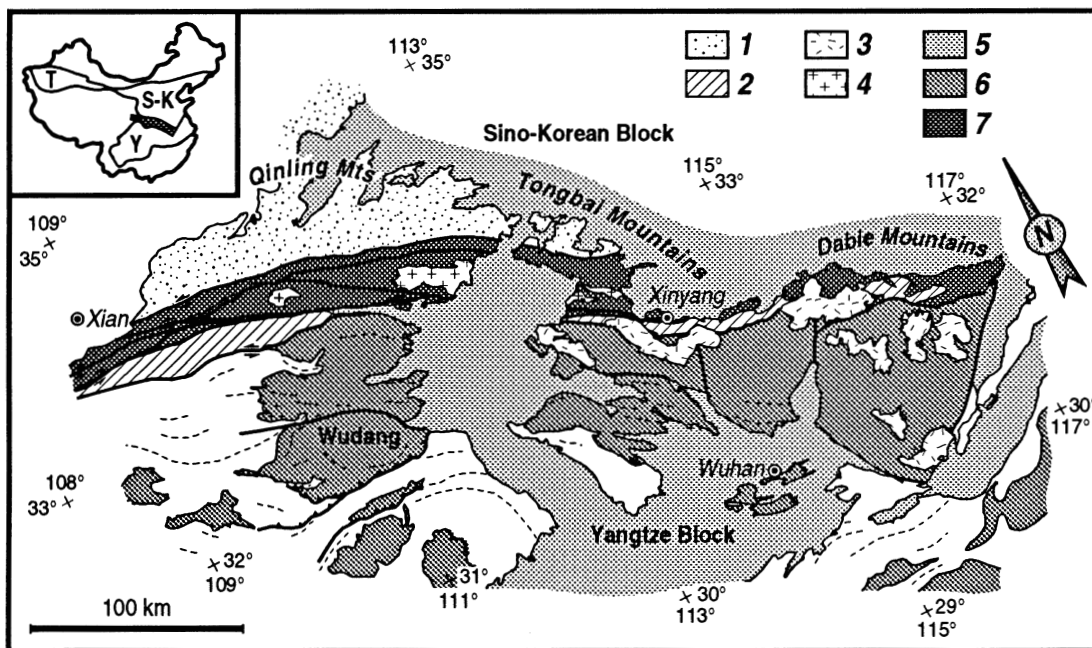 T
S-K
Y
113°
35°
1
2
3
4
5
6
7
Sino-Korean Block
Qinling Mts
Tongbai Mountains
115°
33°
117°
32°
Dabie Mountains
N
109°
35°
Xian
Xinyang
Wudang
Wuhan
30°
117°
108°
33°
Yangtze Block
32°
109°
31°
111°
30°
113°
29°
115°
100 km